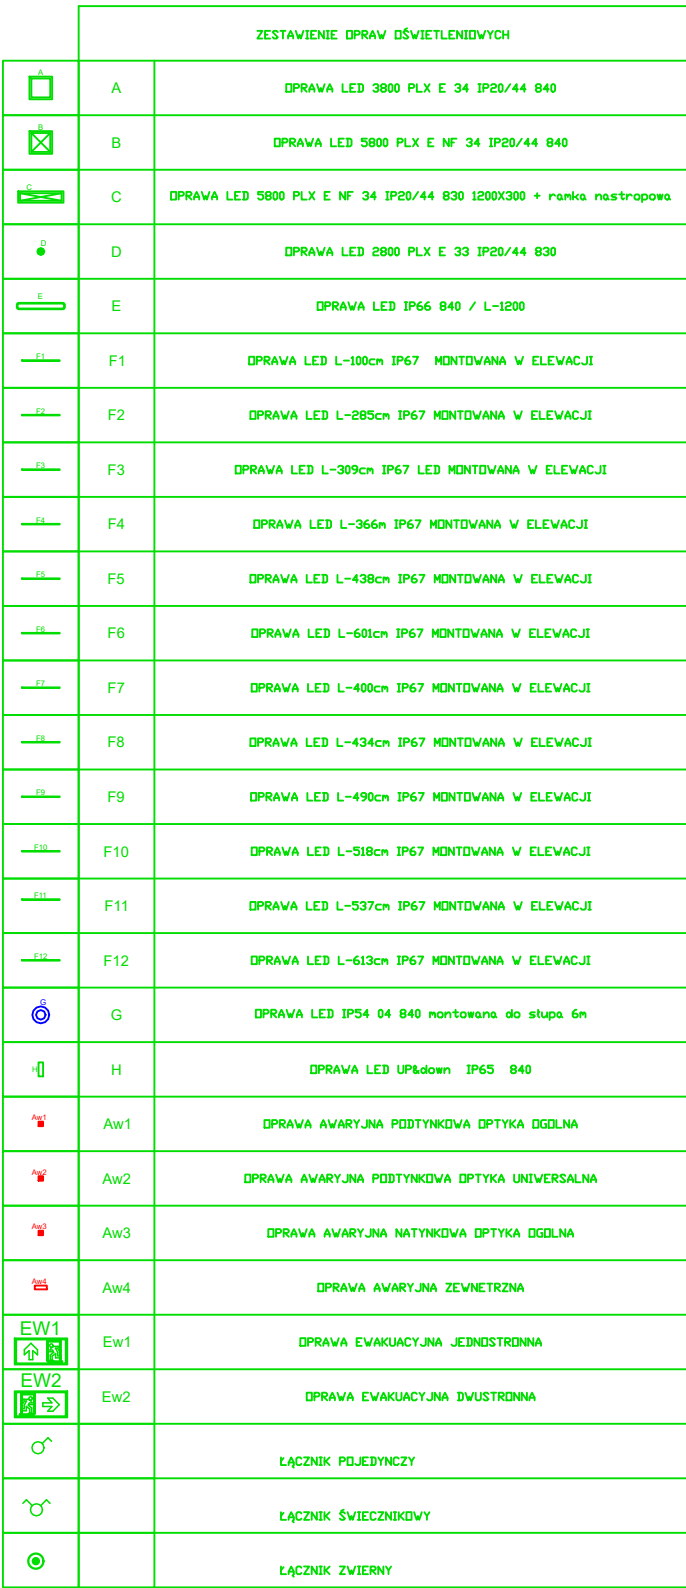 ZESTAWIENIE OPRAW OŚWIETLENIOWYCH
A A OPRAWA LED 3800 PLX E 34 IP20/44 840
B B OPRAWA LED 5800 PLX E NF 34 IP20/44 840
C C OPRAWA LED 5800 PLX E NF 34 IP20/44 830 1200X300 + ramka nastropowa
D D OPRAWA LED 2800 PLX E 33 IP20/44 830
E E OPRAWA LED IP66 840 / L-1200
F1 F1 OPRAWA LED L-100cm IP67 MONTOWANA W ELEWACJI
F2 F2 OPRAWA LED L-285cm IP67 MONTOWANA W ELEWACJI
F3 F3 OPRAWA LED L-309cm IP67 LED MONTOWANA W ELEWACJI
F4 F4 OPRAWA LED L-366m IP67 MONTOWANA W ELEWACJI
F5 F5 OPRAWA LED L-438cm IP67 MONTOWANA W ELEWACJI
F6 F6 OPRAWA LED L-601cm IP67 MONTOWANA W ELEWACJI
F7 F7 OPRAWA LED L-400cm IP67 MONTOWANA W ELEWACJI
F8 F8 OPRAWA LED L-434cm IP67 MONTOWANA W ELEWACJI
F9 F9 OPRAWA LED L-490cm IP67 MONTOWANA W ELEWACJI
F10 F10 OPRAWA LED L-518cm IP67 MONTOWANA W ELEWACJI
F11 F11 OPRAWA LED L-537cm IP67 MONTOWANA W ELEWACJI
F12 F12 OPRAWA LED L-613cm IP67 MONTOWANA W ELEWACJI
G G OPRAWA LED IP54 04 840 montowana do słupa 6m
H H OPRAWA LED UP&down IP65 840
Aw1 Aw1 OPRAWA AWARYJNA PODTYNKOWA OPTYKA OGOLNA
Aw2 Aw2 OPRAWA AWARYJNA PODTYNKOWA OPTYKA UNIWERSALNA
Aw3 Aw3 OPRAWA AWARYJNA NATYNKOWA OPTYKA OGOLNA
Aw4 Aw4 OPRAWA AWARYJNA ZEWNETRZNA
EW1 Ew1 OPRAWA EWAKUACYJNA JEDNOSTRONNA
EW2 Ew2 OPRAWA EWAKUACYJNA DWUSTRONNA
ŁĄCZNIK POJEDYNCZY
ŁĄCZNIK ŚWIECZNIKOWY
ŁĄCZNIK ZWIERNY